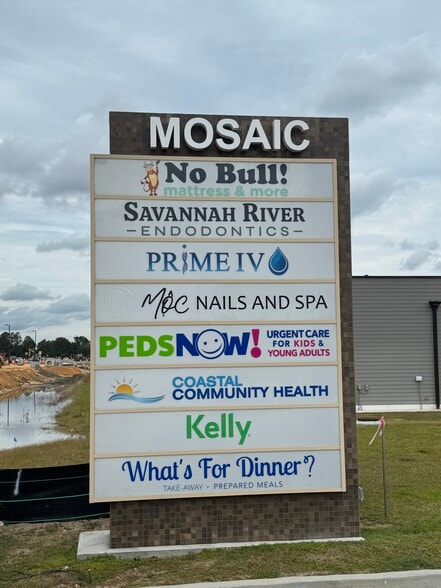 MOSAIC
No Bull!
mattress & more
SAVANNAH RIVER
–ENDODONTICS–
PRIME IV
MQC NAILS AND SPA
PEDSNOW! URGENT CARE
FOR KIDS &
YOUNG ADULTS
COASTAL
COMMUNITY HEALTH
Kelly
What's For Dinner?
TAKE-AWAY • PREPARED MEALS